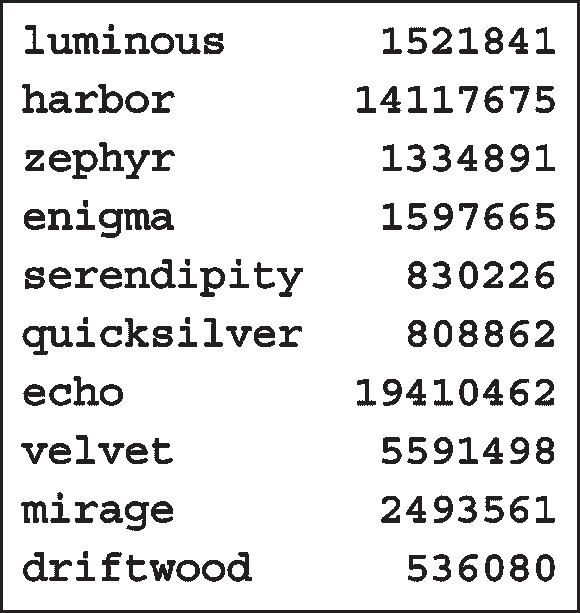 luminous 1521841
harbor 14117675
zephyr 1334891
enigma 1597665
serendipity 830226
quicksilver 808862
echo 19410462
velvet 5591498
mirage 2493561
driftwood 536080